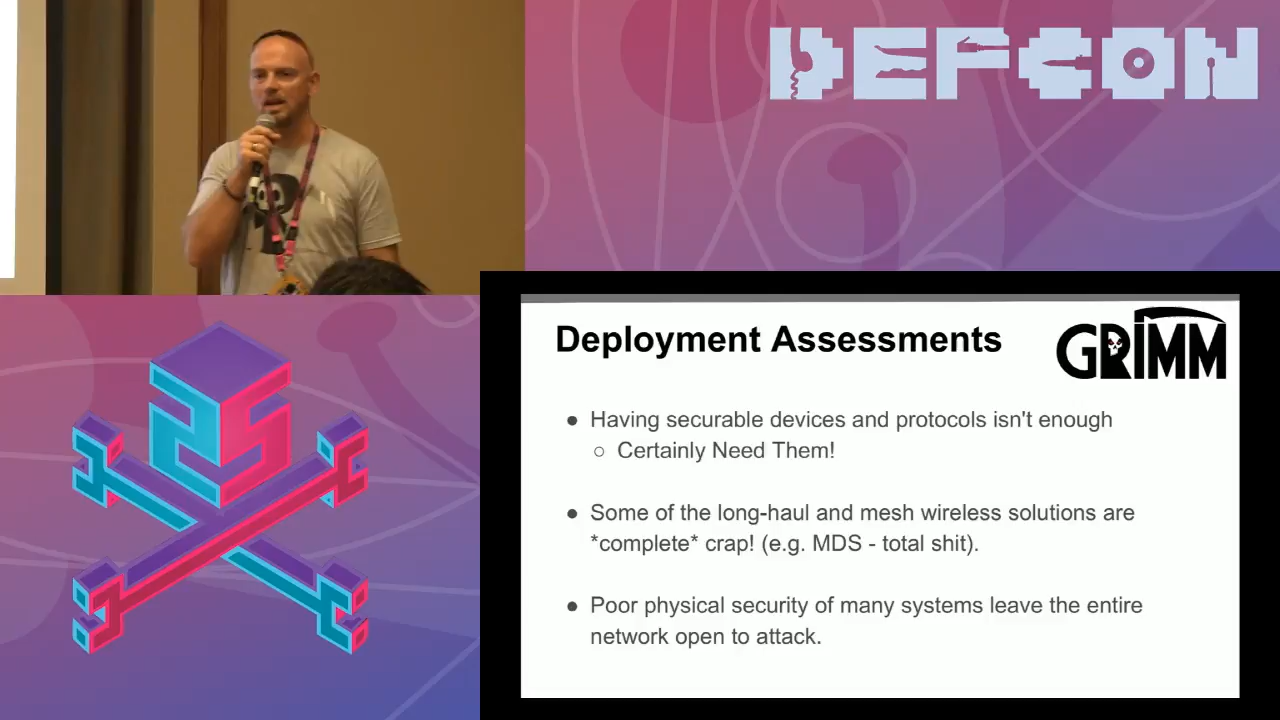 DEFCON
Deployment Assessments
GRIMM
● Having securable devices and protocols isn't enough
○ Certainly Need Them!
● Some of the long-haul and mesh wireless solutions are
*complete* crap! (e.g. MDS - total shit).
● Poor physical security of many systems leave the entire
network open to attack.
25